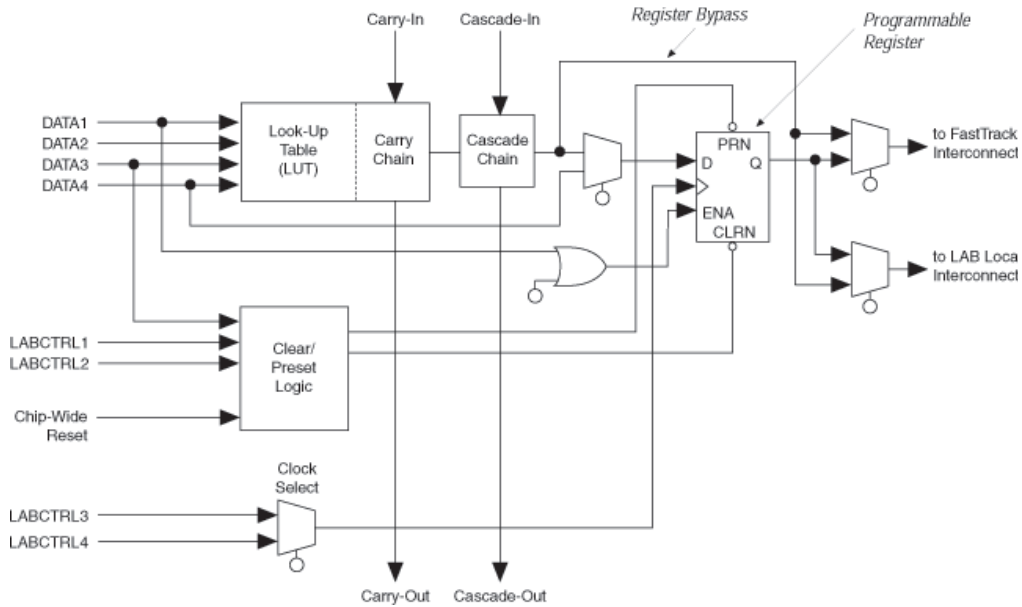 Carry-In
Cascade-In
Register Bypass
Programmable
Register
DATA1
DATA2
DATA3
DATA4
Look-Up
Table
(LUT)
Carry
Chain
Cascade
Chain
PRN
D
Q
ENA
CLRN
to FastTrack
Interconnect
to LAB Loca
Interconnect
LABCTRL1
LABCTRL2
Clear/
Preset
Logic
Chip-Wide
Reset
Clock
Select
LABCTRL3
LABCTRL4
Carry-Out
Cascade-Out